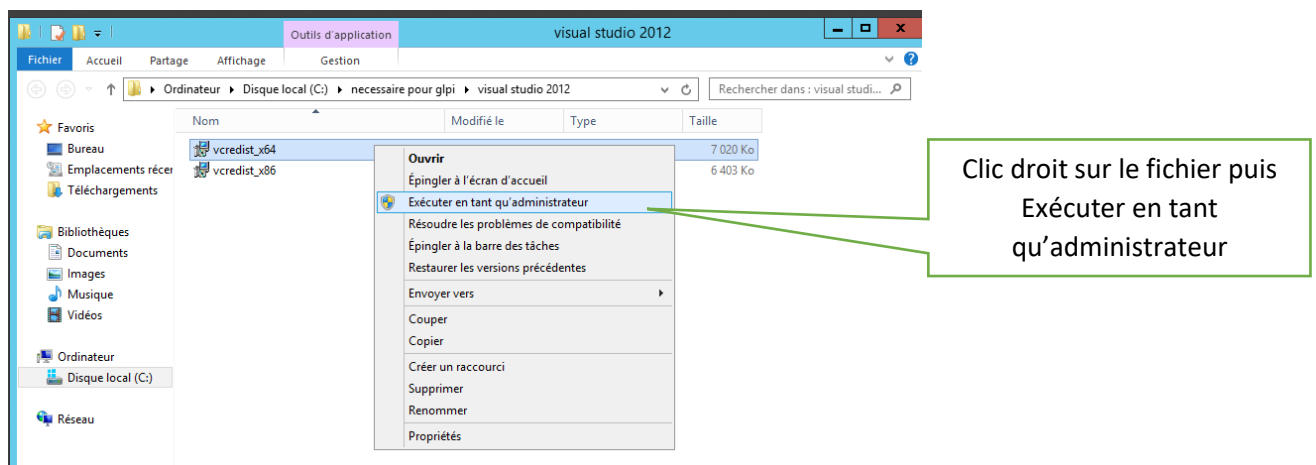 Outils d'application
visual studio 2012
Fichier Accueil Partage Affichage Gestion
Ordinateur Disque local (C:) necessaire pour glpi visual studio 2012
Rechercher dans : visual studi...
Nom Modifié le Type Taille
Favoris
Bureau
Emplacements récer
Téléchargements
Bibliothèques
Documents
Images
Musique
Vidéos
Ordinateur
Disque local (C:)
Réseau
vcredist_x64 7 020 Ko
vcredist_x86 6 403 Ko
Ouvrir
Épingler à l'écran d'accueil
Exécuter en tant qu'administrateur
Résoudre les problèmes de compatibilité
Épingler à la barre des tâches
Restaurer les versions précédentes
Envoyer vers
Couper
Copier
Créer un raccourci
Supprimer
Renommer
Propriétés
Clic droit sur le fichier puis
Exécuter en tant
qu'administrateur